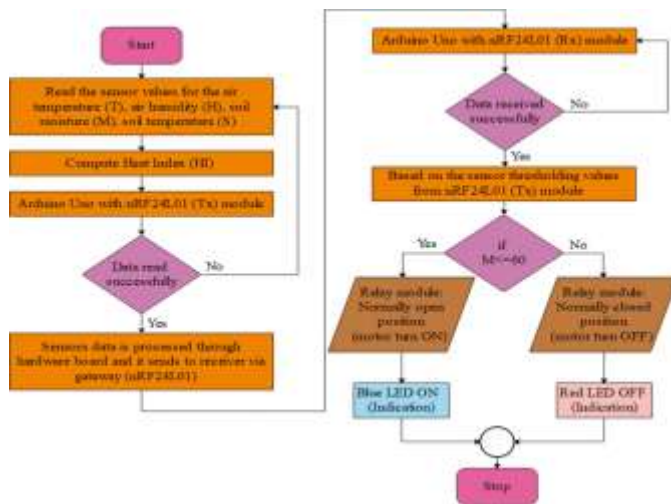 Start
Read the sensor values for the air
temperature (T), air humidity (H), soil
moisture (M), soil temperature (S)
Compute Heat Index (HI)
Arduino Uno with nRF24L01 (Tx) module
Data read
successfully
No
Yes
Sensors data is processed through
hardware board and it sends to receiver via
gateway (nRF24L01)
Arduino Uno with nRF24L01 (Rx) module
Data received
successfully
No
Yes
Based on the sensor thresholding values
from nRF24L01 (Tx) module
if
M<=60
Yes
No
Relay module:
Normally open
position
(motor turn ON)
Relay module:
Normally closed
position
(motor turn OFF)
Blue LED ON
(Indication)
Red LED OFF
(Indication)
Stop